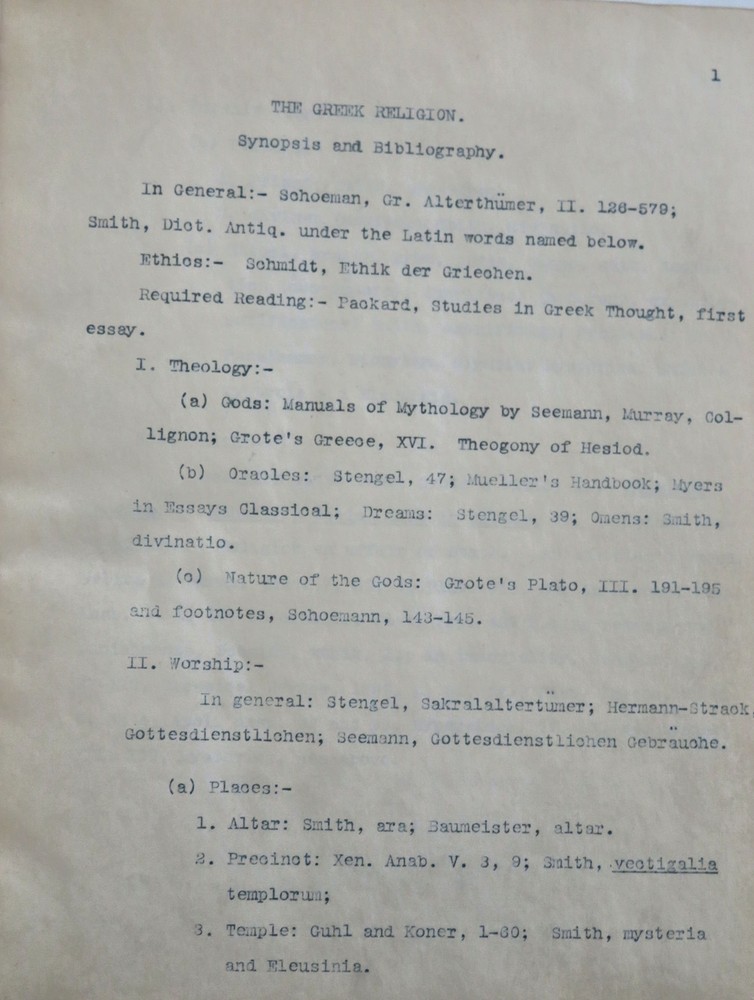 1
THE GREEK RELIGION.
Synopsis and Bibliography.
In General:- Schoeman, Gr. Alterthümer, II. 126-579;
Smith, Dict. Antiq. under the Latin words named below.
Ethics:- Schmidt, Ethik der Griechen.
Required Reading:- Packard, Studies in Greek Thought, first
essay.
I. Theology:-
(a) Gods: Manuals of Mythology by Seemann, Murray, Col-
lignon; Grote's Greece, XVI. Theogony of Hesiod.
(b) Oracles: Stengel, 47; Mueller's Handbook; Myers
in Essays Classical; Dreams: Stengel, 39; Omens: Smith,
divinatio.
(c) Nature of the Gods: Grote's Plato, III. 191-195
and footnotes, Schoemann, 143-145.
II. Worship:-
In general: Stengel, Sakralaltertümer; Hermann-Strack,
Gottesdienstlichen; Seemann, Gottesdienstlichen Gebräuche.
(a) Places:-
1. Altar: Smith, ara; Baumeister, altar.
2. Precinct: Xen. Anab. V. 3, 9; Smith, vectigalia
templorum;
3. Temple: Guhl and Koner, 1-60; Smith, mysteria
and Eleusinia.